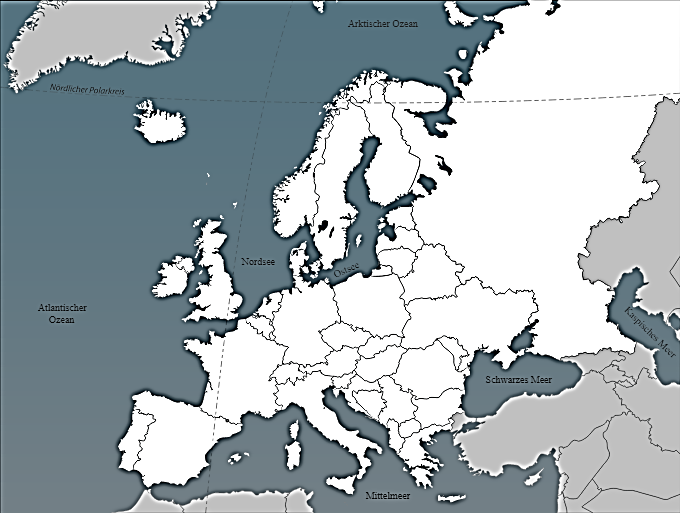 Arktischer Ozean
Nördlicher Polarkreis
Nordsee
Ostsee
Atlantischer
Ozean
Kaspisches Meer
Schwarzes Meer
Mittelmeer